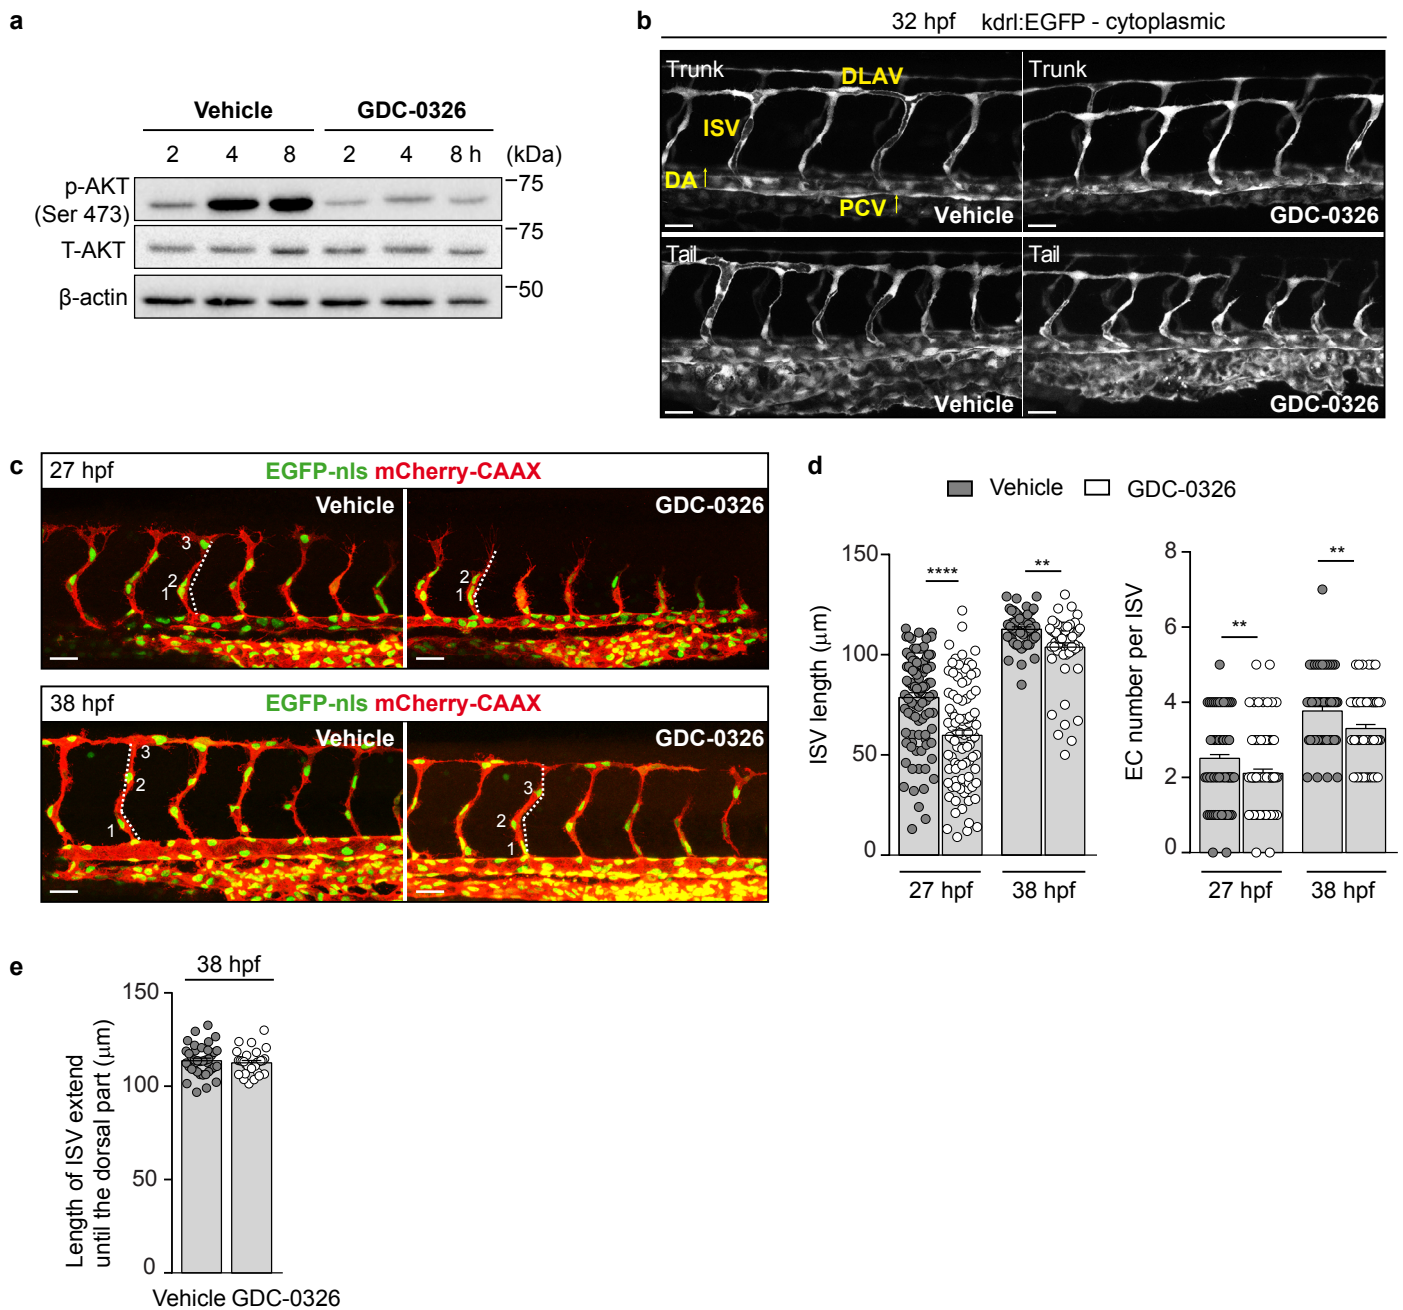 a
Vehicle GDC-0326
2 4 8 2 4 8 h (kDa)
p-AKT
(Ser 473)
75
T-AKT
75
β-actin
50
b
32 hpf kdrl:EGFP - cytoplasmic
Trunk
DLAV
ISV
DA
PCV
Vehicle
Trunk
GDC-0326
Tail
Vehicle
Tail
GDC-0326
c
27 hpf EGFP-nls mCherry-CAAX
Vehicle
3
2
1
GDC-0326
2
1
38 hpf EGFP-nls mCherry-CAAX
Vehicle
3
2
1
GDC-0326
3
2
1
d
Vehicle GDC-0326
ISV length (μm)
150
100
50
0
****
**
27 hpf 38 hpf
EC number per ISV
8
6
4
2
0
**
**
27 hpf 38 hpf
e
38 hpf
Length of ISV extend
until the dorsal part (μm)
150
100
50
0
Vehicle GDC-0326